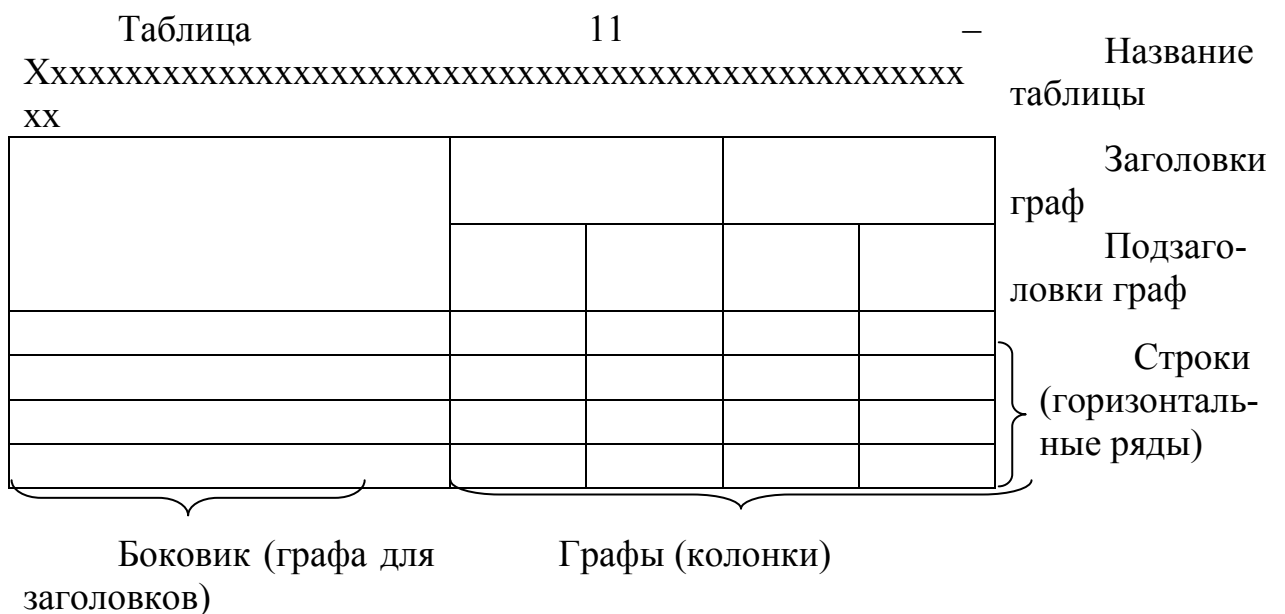 Таблица 11 –
Ххххххххххххххххххххххххххххххххххххххххххххххххх
хх
Название
таблицы
Заголовки
граф
Подзаго-
ловки граф
Строки
(горизонталь-
ные ряды)
Боковик (графа для
заголовков)
Графы (колонки)